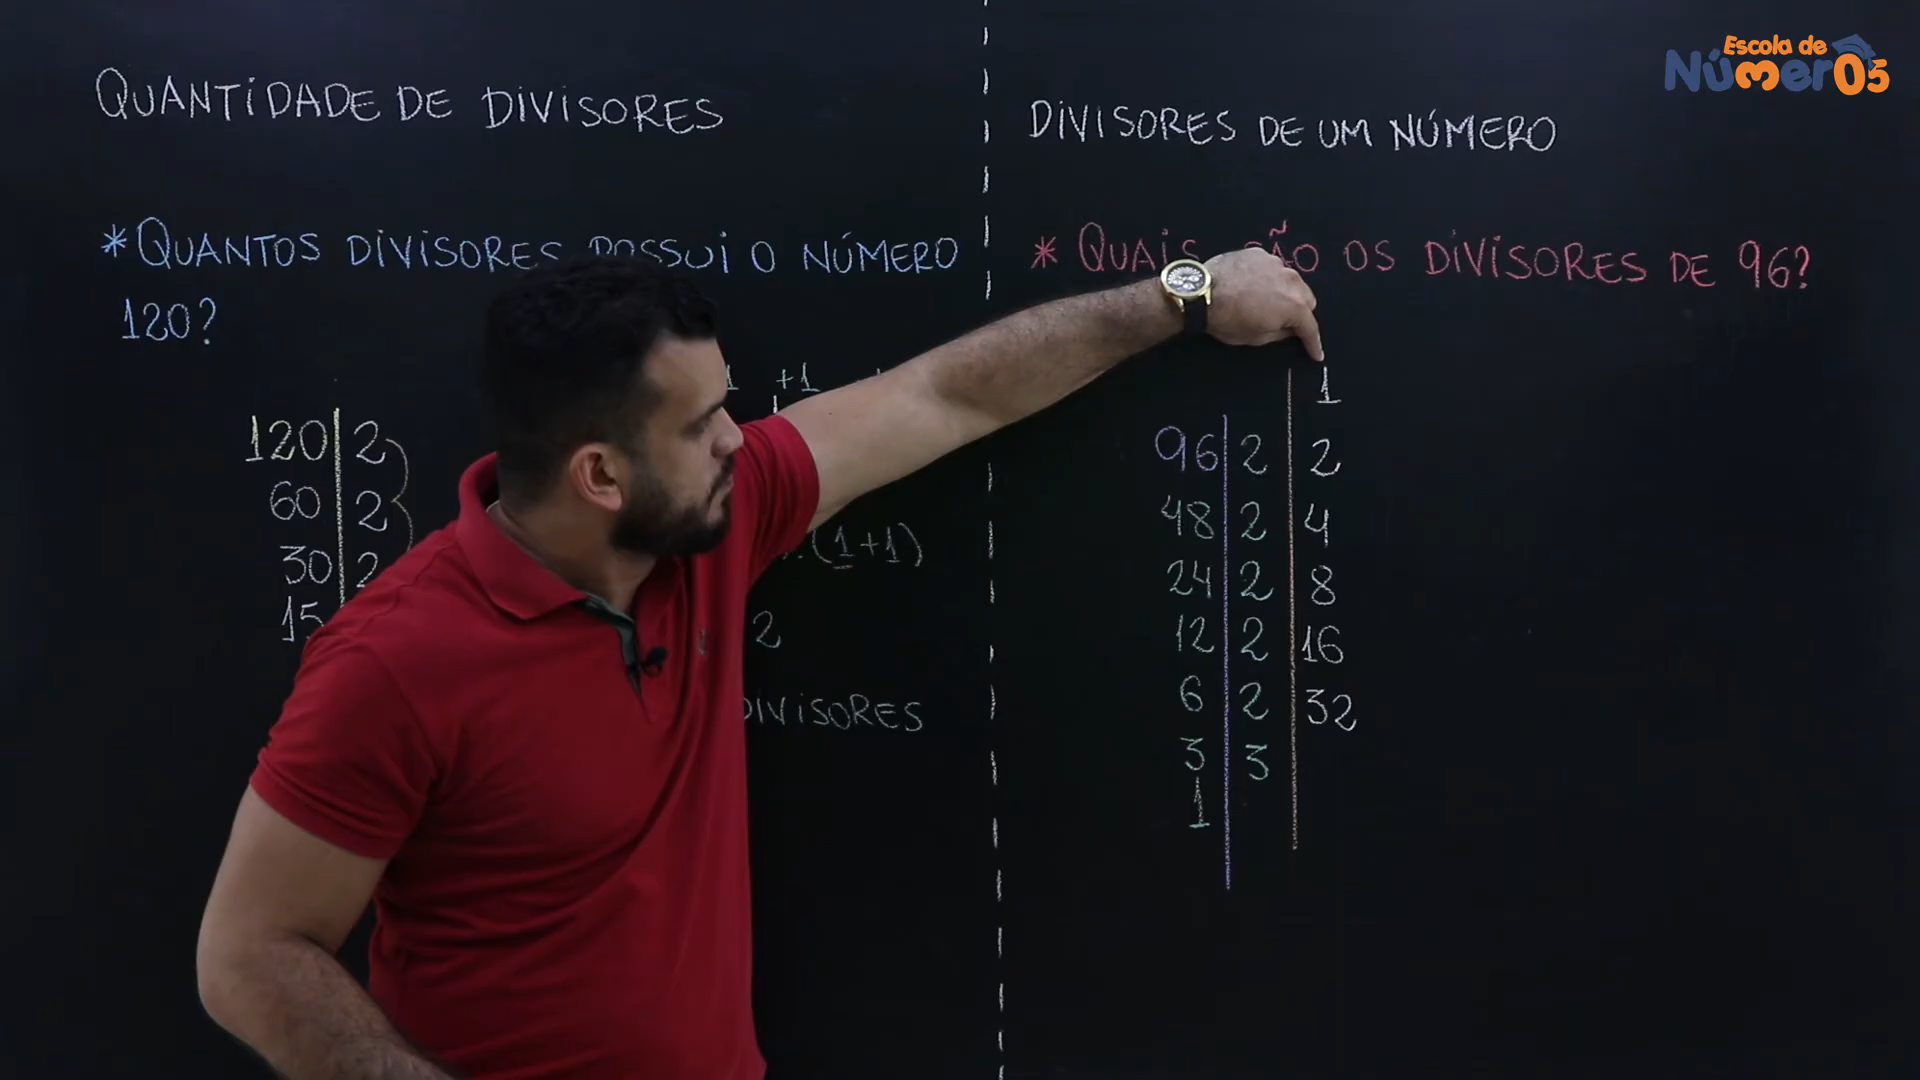 Escola de
NúmerOs
QUANTIDADE DE DIVISORES
*QUANTOS DIVISORES POSSUI O NÚMERO
120?
+1
120 2
60 2
30 2
15
.(1+1)
2
DIVISORES
DIVISORES DE UM NÚMERO
* QUAIS SÃO OS DIVISORES DE 96?
1
96 2 2
48 2 4
24 2 8
12 2 16
6 2 32
3 3
1